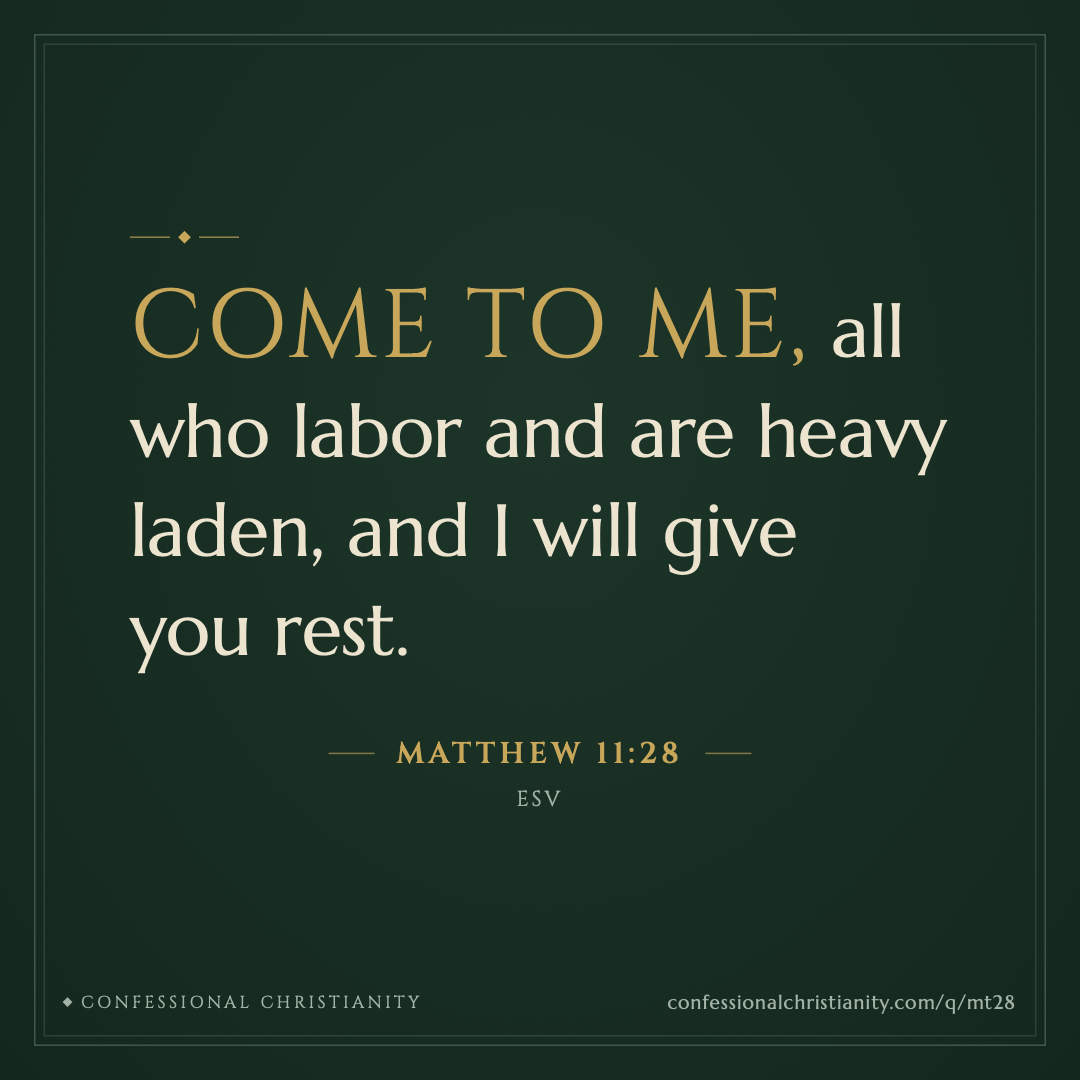 COME TO ME, all
who labor and are heavy
laden, and I will give
you rest.
MATTHEW 11:28
ESV
CONFESSIONAL CHRISTIANITY
confessionalchristianity.com/q/mt28